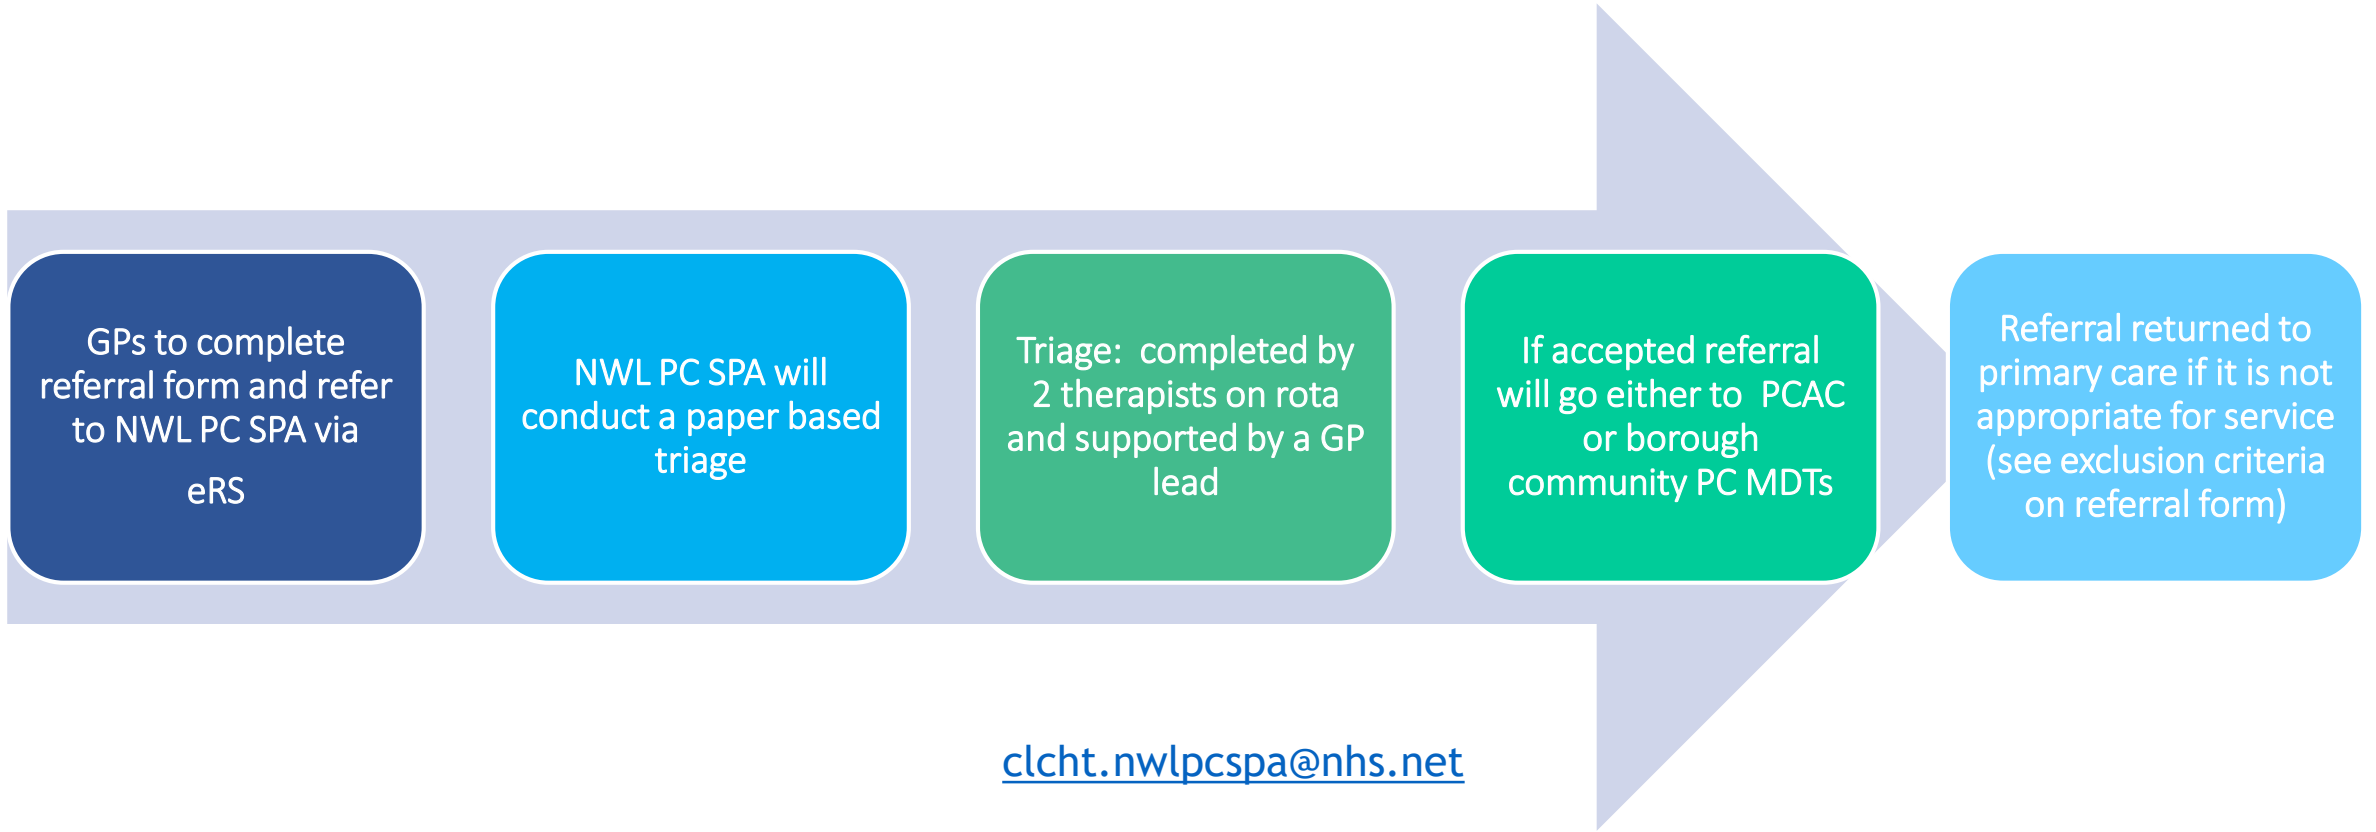 GPs to complete
referral form and refer
to NWL PC SPA via
eRS
NWL PC SPA will
conduct a paper based
triage
Triage:  completed by
2 therapists on rota
and supported by a GP
lead
If accepted referral
will go either to  PCAC
or borough
community PC MDTs
Referral returned to
primary care if it is not
appropriate for service
(see exclusion criteria
on referral form)
clcht.nwlpcspa@nhs.net